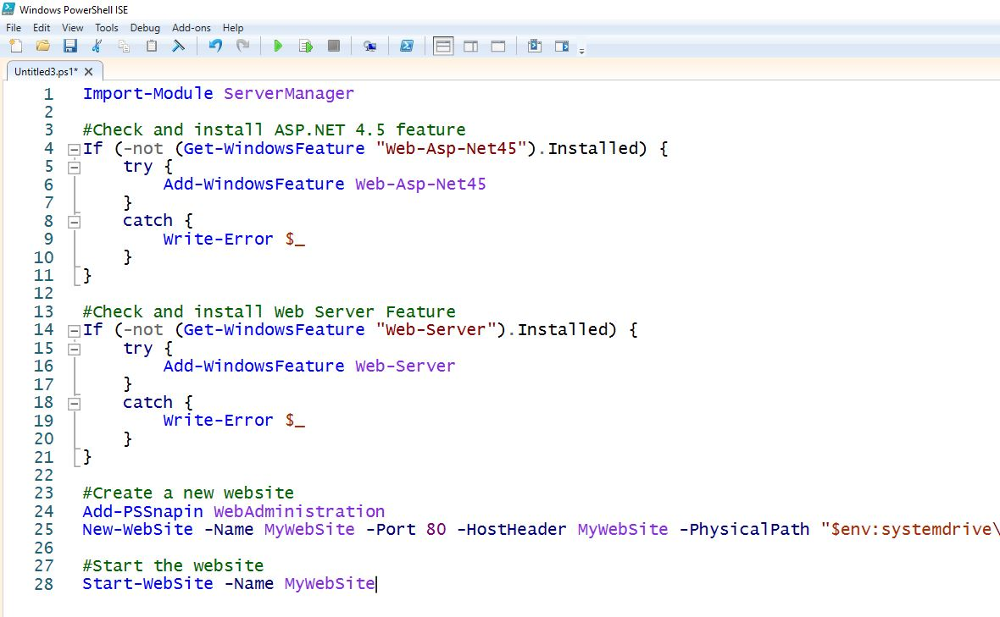 Windows PowerShell ISE
File Edit View Tools Debug Add-ons Help
Untitled3.ps1* X
1 Import-Module ServerManager
2
3 #Check and install ASP.NET 4.5 feature
4 If (-not (Get-WindowsFeature "Web-Asp-Net45").Installed) {
5 try {
6 Add-WindowsFeature Web-Asp-Net45
7 }
8 catch {
9 Write-Error $_
10 }
11 }
12
13 #Check and install Web Server Feature
14 If (-not (Get-WindowsFeature "Web-Server").Installed) {
15 try {
16 Add-WindowsFeature Web-Server
17 }
18 catch {
19 Write-Error $_
20 }
21 }
22
23 #Create a new website
24 Add-PSSnapin WebAdministration
25 New-WebSite -Name MyWebSite -Port 80 -HostHeader MyWebSite -PhysicalPath "$env:systemdrive\
26
27 #Start the website
28 Start-WebSite -Name MyWebSite